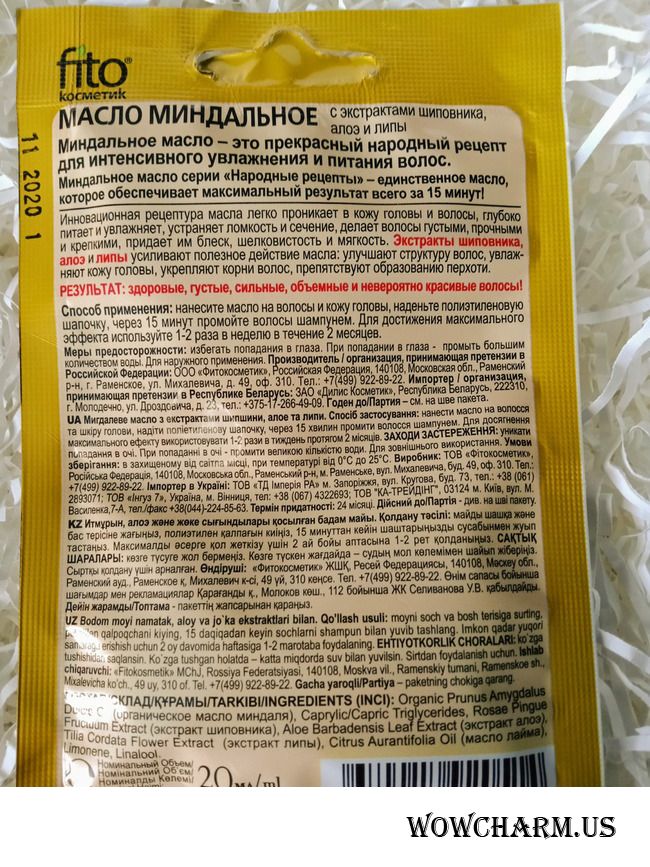 fito®
косметик
МАСЛО МИНДАЛЬНОЕ с экстрактами шиповника,
алоэ и липы
Миндальное масло – это прекрасный народный рецепт
для интенсивного увлажнения и питания волос.
Миндальное масло серии «Народные рецепты» – единственное масло,
которое обеспечивает максимальный результат всего за 15 минут!
11 2020 1
Инновационная рецептура масла легко проникает в кожу головы и волосы, глубоко
питает и увлажняет, устраняет ломкость и сечение, делает волосы густыми, прочными
и крепкими, придает им блеск, шелковистость и мягкость. Экстракты шиповника,
алоэ и липы усиливают полезное действие масла: улучшают структуру волос, увлаж-
няют кожу головы, укрепляют корни волос, препятствуют образованию перхоти.
РЕЗУЛЬТАТ: здоровые, густые, сильные, объемные и невероятно красивые волосы!
Способ применения: нанесите масло на волосы и кожу головы, наденьте полиэтиленовую
шапочку, через 15 минут промойте волосы шампунем. Для достижения максимального
эффекта используйте 1-2 раза в неделю в течение 2 месяцев.
Меры предосторожности: избегать попадания в глаза. При попадании в глаза - промыть большим
количеством воды. Для наружного применения. Производитель / организация, принимающая претензии в
Российской Федерации: ООО «Фитокосметик», Российская Федерация, 140108, Московская обл., Раменский
р-н, г. Раменское, ул. Михалевича, д. 49, оф. 310. Тел.: +7(499) 922-89-22. Импортер / организация,
принимающая претензии в Республике Беларусь: ЗАО «Дилис Косметик», Республика Беларусь, 222310,
г. Молодечно, ул. Дроздовича, д. 23, тел.: +375-17-266-49-09. Годен до/Партия – см. на шве пакета.
UA Мигдалеве масло з екстрактами шипшини, алое та липи. Спосіб застосування: нанести масло на волосся
та шкіру голови, надіти поліетиленову шапочку, через 15 хвилин промити волосся шампунем. Для досягнення
максимального ефекту використовувати 1-2 рази в тиждень протягом 2 місяців. ЗАХОДИ ЗАСТЕРЕЖЕННЯ: уникати
попадання в очі. При попаданні в очі - промити великою кількістю води. Для зовнішнього використання. Умови
зберігання: в захищеному від світла місці, при температурі від 0°С до 25°С. Виробник: ТОВ «Фітокосметік»,
Російська Федерація, 140108, Московська обл., Раменський р-н, м. Раменське, вул. Михалевича, буд. 49, оф. 310. Тел.:
+7(499) 922-89-22. Імпортер в Україні: ТОВ «ТД Імперія РА» м. Запоріжжя, вул. Кругова, буд. 73, тел.: +38 (061)
2893071; ТОВ «Інгуз 7», Україна, м. Вінниця, тел: +38 (067) 4322693; ТОВ "КА-ТРЕЙДІНГ", 03124 м. Київ, вул. М.
Василенка,7-А, тел./факс +38(044)-224-85-63. Термін придатності: 24 місяці. Дійсний до/Партія - див. на шві пакету.
KZ Итмұрын, алоэ және жөке сығындылары қосылған бадам майы. Қолдану тәсілі: майды шашқа және
бас терісіне жағыңыз, полиэтилен қалпағын киіңіз, 15 минуттан кейін шаштарыңызды сусабынмен жуып
тастаңыз. Максималды әсерге қол жеткізу үшін 2 ай бойы аптасына 1-2 рет қолданыңыз. САҚТЫҚ
ШАРАЛАРЫ: көзге түсуге жол бермеңіз. Көзге түскен жағдайда – судың мол көлемімен шайып жіберіңіз.
Сыртқы қолдану үшін арналған. Өндіруші: «Фитокосметик» ЖШҚ, Ресей Федерациясы, 140108, Мәскеу обл.,
Раменский ауд., Раменское қ, Михалевич к-сі, 49 үй, 310 кеңсе. Тел. +7(499) 922-89-22. Өнім сапасы бойынша
шағымдар мен рекламациялар Қарағанды қ., Молоков көш., 112 бойынша ЖК Селиванова У.В. қабылдайды.
Дейін жарамды/Топтама - пакеттің жапсарынан қараңыз.
UZ Bodom moyi namatak, aloy va jo`ka ekstraktlari bilan. Qo'llash usuli: moyni soch va bosh terisiga surting,
qalpoqchani kiying, 15 daqiqadan keyin sochlarni shampun bilan yuvib tashlang. Imkon qadar yuqori
erishish uchun 2 oy davomida haftasiga 1-2 marotaba foydalaning. EHTIYOTKORLIK CHORALARI: ko`zga
tushishidan saqlansin. Ko`zga tushgan holatda – katta miqdorda suv bilan yuvilsin. Sirtdan foydalanish uchun. Ishlab
chiqaruvchi: «Fitokosmetik» MChJ, Rossiya Federatsiyasi, 140108, Moskva vil., Ramenskiy tumani, Ramenskoe sh.,
Mixalevicha ko'ch., 49 uy, 310 of. Tel. +7(499) 922-89-22. Gacha yaroqli/Partiya – paketning chokiga qarang.
СКЛАД/ҚҰРАМЫ/TARKIBI/INGREDIENTS (INCI): Organic Prunus Amygdalus
Dulcis (органическое масло миндаля), Caprylic/Capric Triglycerides, Rosae Pingue
Fructum Extract (экстракт шиповника), Aloe Barbadensis Leaf Extract (экстракт алоэ),
Tilia Cordata Flower Extract (экстракт липы), Citrus Aurantifolia Oil (масло лайма),
Limonene, Linalool.
Номинальный Объем/
Номінальний Об'єм/
Номиналды Көлемі/
20 мл/ml
WOWCHARM.US